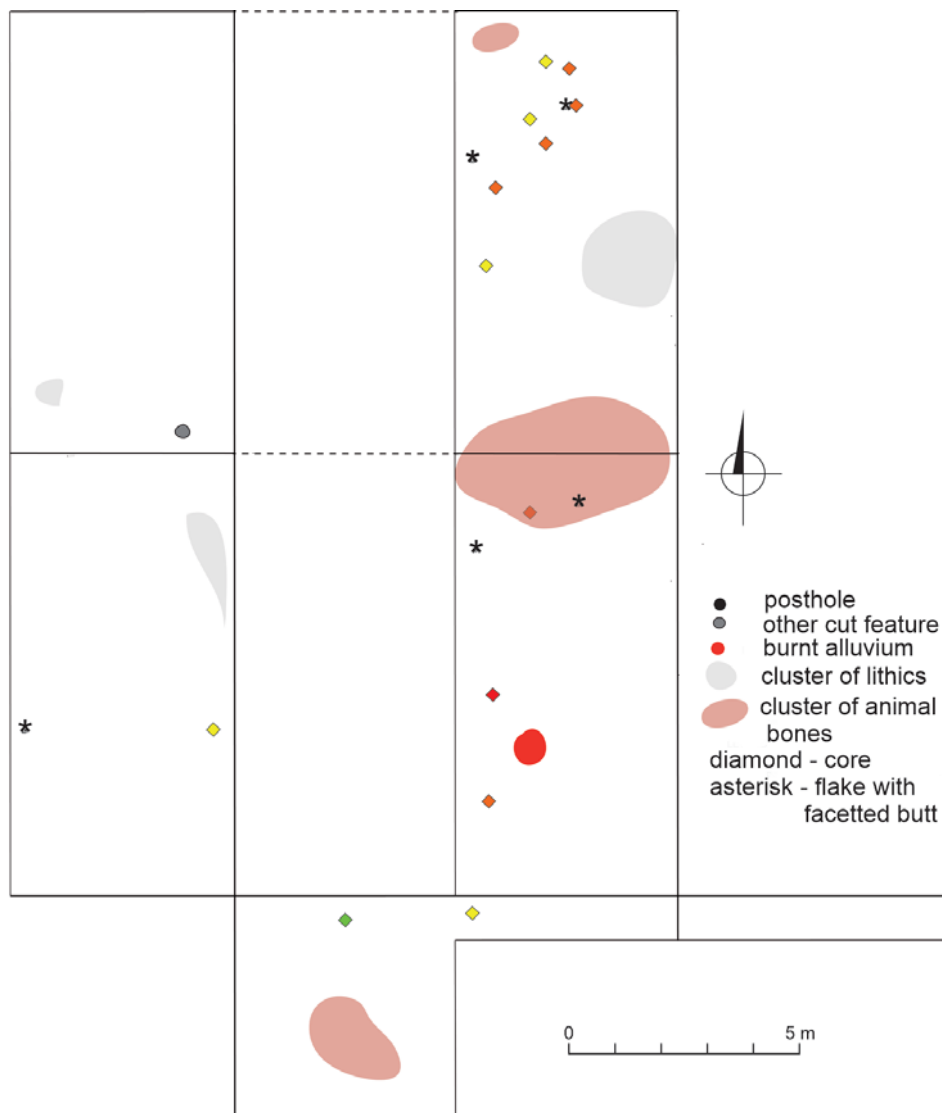 posthole
other cut feature
burnt alluvium
cluster of lithics
cluster of animal
bones
diamond - core
asterisk - flake with
facetted butt
0 5 m